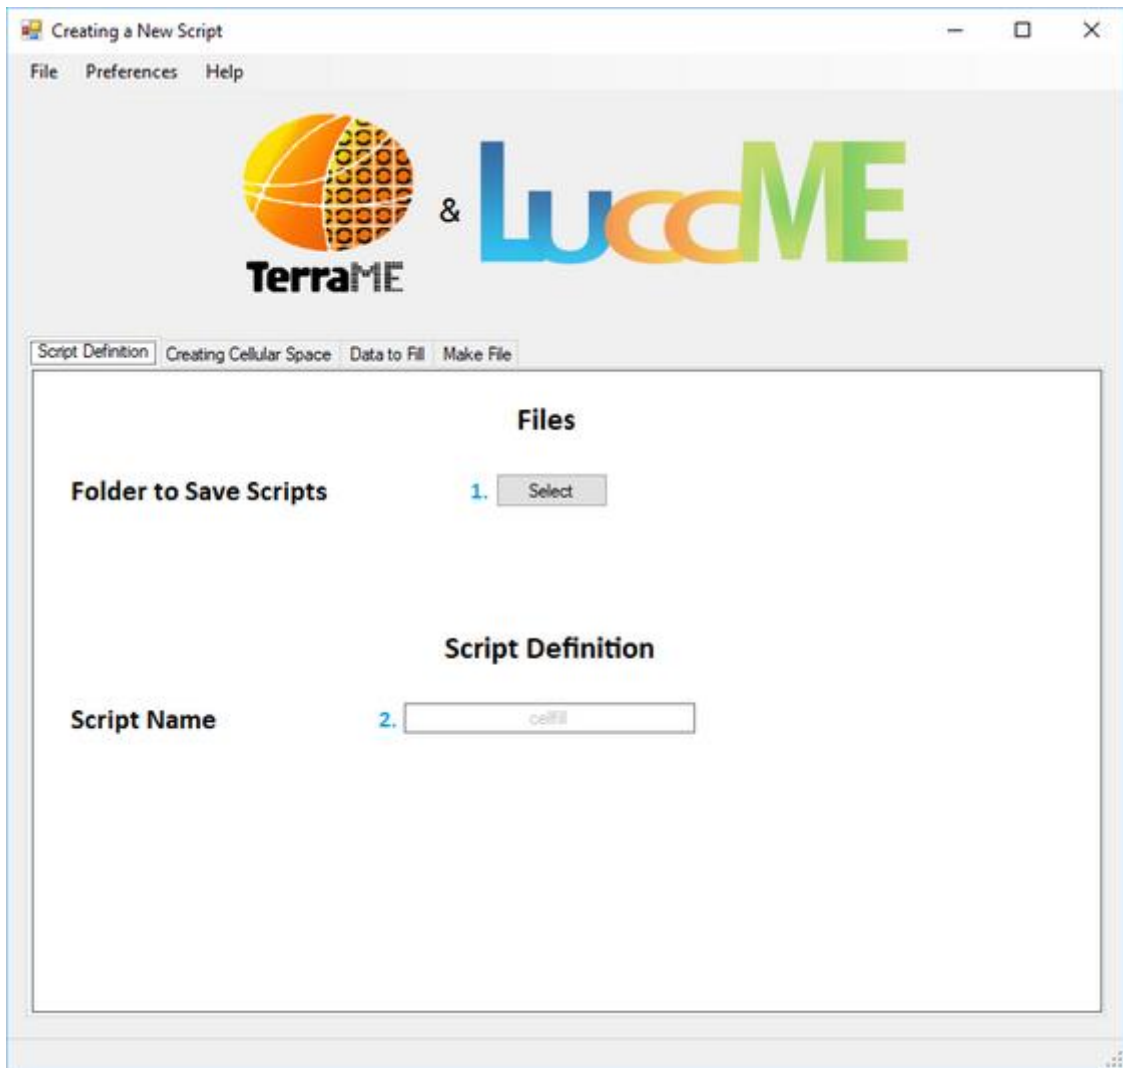 Creating a New Script
File Preferences Help
TerraME & LuccME
Script Definition Creating Cellular Space Data to Fill Make File
Files
Folder to Save Scripts 1. Select
Script Definition
Script Name 2. celfill